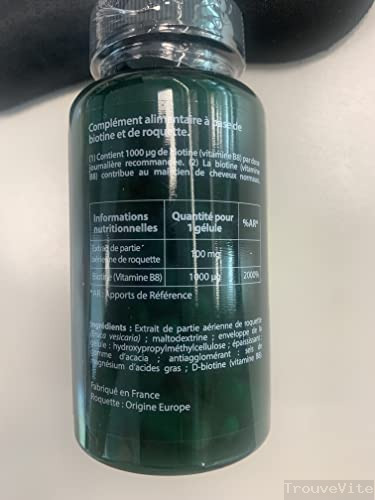 Complément alimentaire à base de
biotine et de roquette.
(1) Contient 1000 µg de biotine (vitamine B8) par dose
journalière recommandée. (2) La biotine (vitamine
B8) contribue au maintien de cheveux normaux.
Informations nutritionnelles Quantité pour 1 gélule %AR*
Extrait de partie aérienne de roquette 100 mg -
Biotine (Vitamine B8) 1000 µg 2000%
*AR : Apports de Référence
Ingrédients : Extrait de partie aérienne de roquette
(Eruca vesicaria) ; maltodextrine ; enveloppe de la
gélule : hydroxypropylméthylcellulose ; épaississant :
gomme d'acacia ; antiagglomérant : sels de
magnésium d'acides gras ; D-biotine (vitamine B8)
Fabriqué en France
Roquette : Origine Europe
TrouveVite